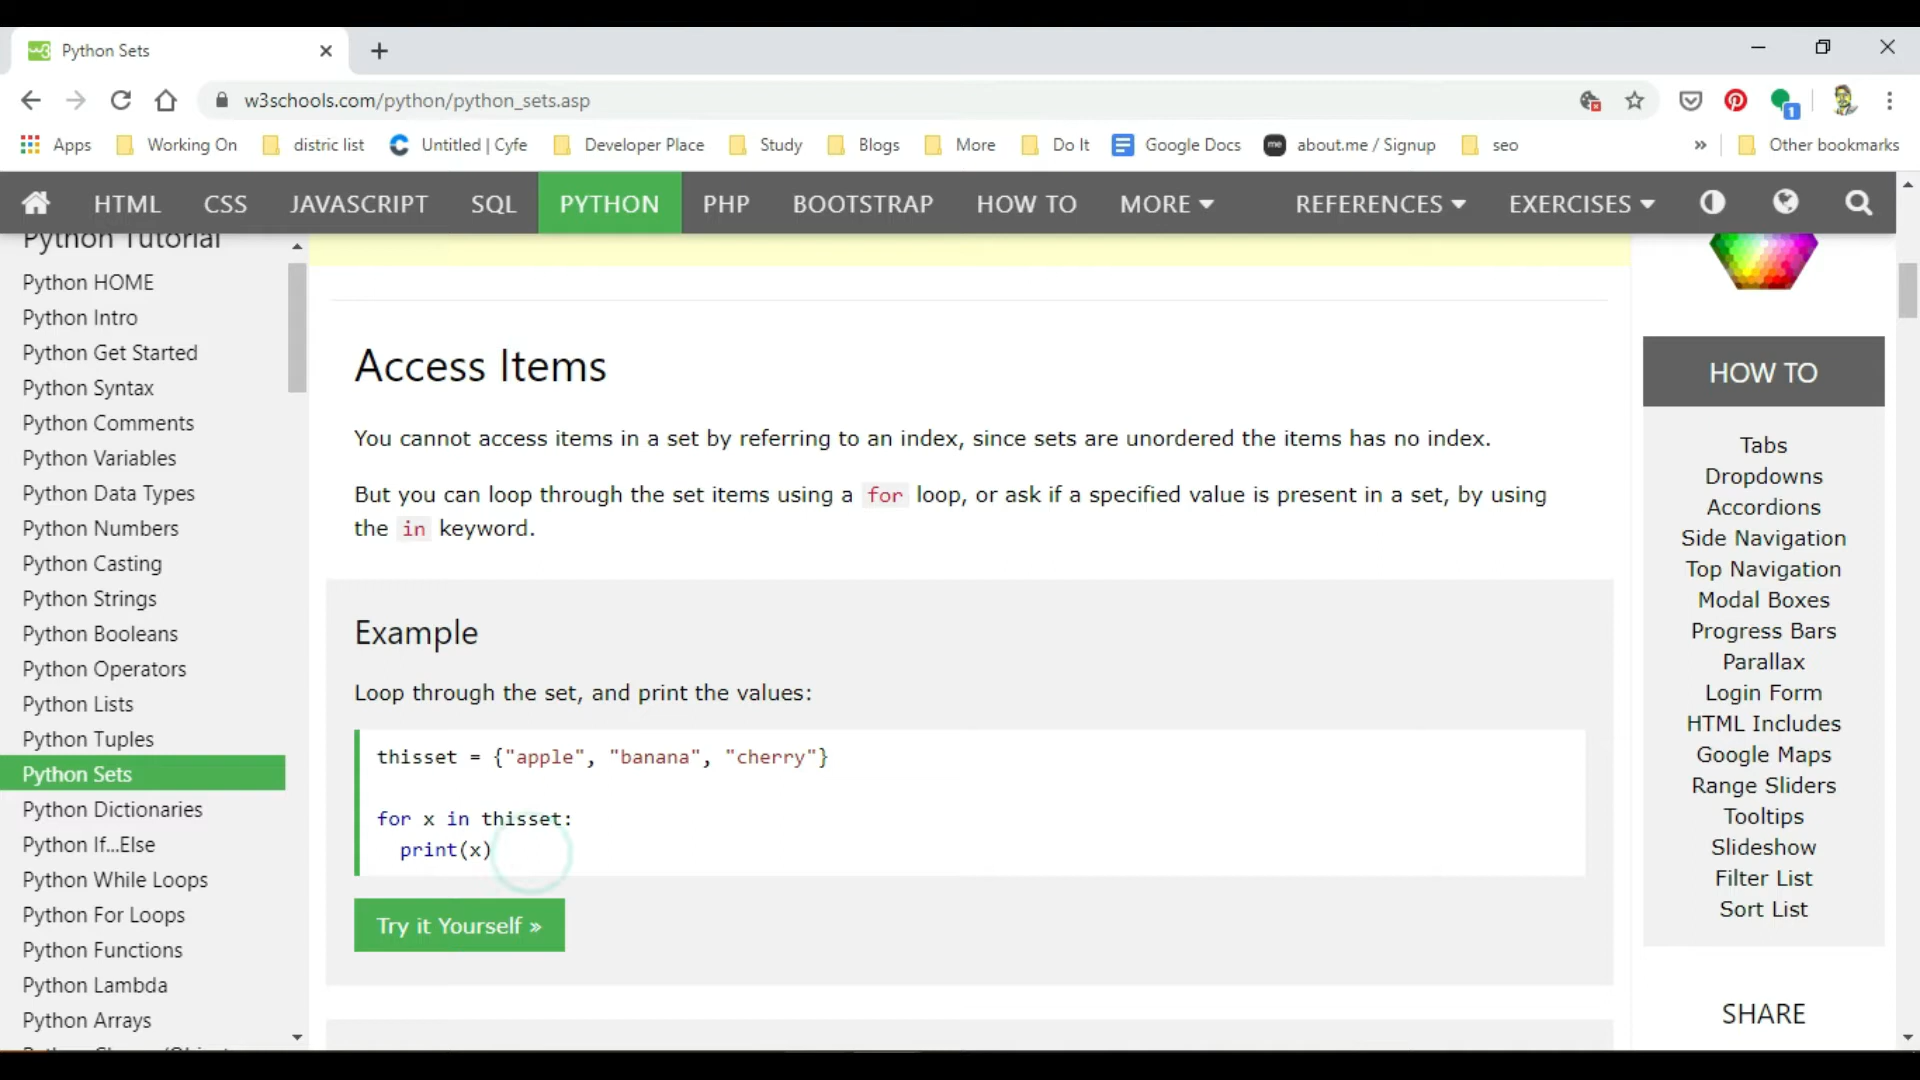 Python Sets
w3schools.com/python/python_sets.asp
1
Apps
Working On
distric list
Untitled | Cyfe
Developer Place
Study
Blogs
More
Do It
Google Docs
me
about.me / Signup
seo
»
Other bookmarks
HTML
CSS
JAVASCRIPT
SQL
PYTHON
PHP
BOOTSTRAP
HOW TO
MORE
REFERENCES
EXERCISES
Python Tutorial
Python HOME
Python Intro
Python Get Started
Python Syntax
Python Comments
Python Variables
Python Data Types
Python Numbers
Python Casting
Python Strings
Python Booleans
Python Operators
Python Lists
Python Tuples
Python Sets
Python Dictionaries
Python If...Else
Python While Loops
Python For Loops
Python Functions
Python Lambda
Python Arrays
Access Items
You cannot access items in a set by referring to an index, since sets are unordered the items has no index.
But you can loop through the set items using a for loop, or ask if a specified value is present in a set, by using
the in keyword.
Example
Loop through the set, and print the values:
thisset = {"apple", "banana", "cherry"}
for x in thisset:
print(x)
Try it Yourself »
HOW TO
Tabs
Dropdowns
Accordions
Side Navigation
Top Navigation
Modal Boxes
Progress Bars
Parallax
Login Form
HTML Includes
Google Maps
Range Sliders
Tooltips
Slideshow
Filter List
Sort List
SHARE